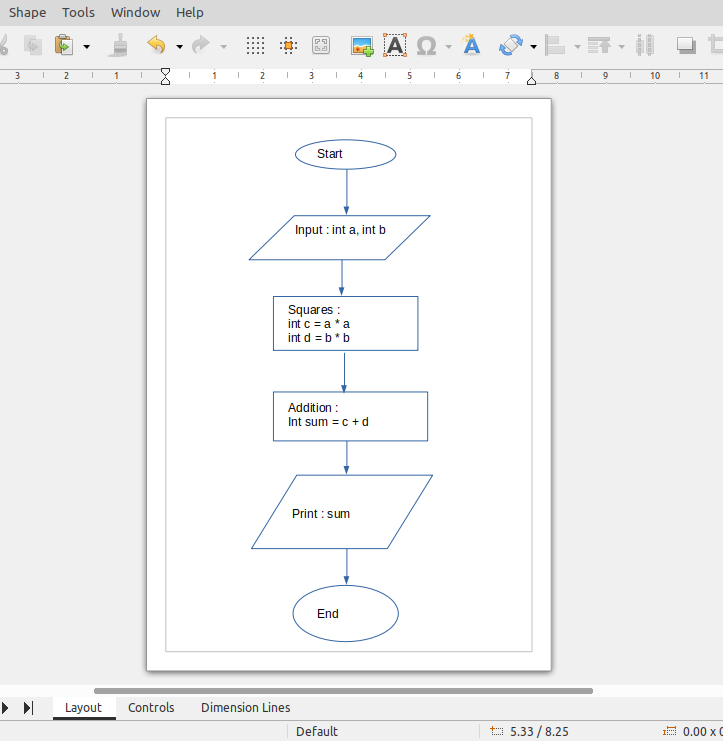 Shape Tools Window Help
3 2 1 1 2 3 4 5 6 7 8 9 10 11
Start
Input : int a, int b
Squares :
int c = a * a
int d = b * b
Addition :
Int sum = c + d
Print : sum
End
Layout Controls Dimension Lines
Default 5.33 / 8.25 0.00 x